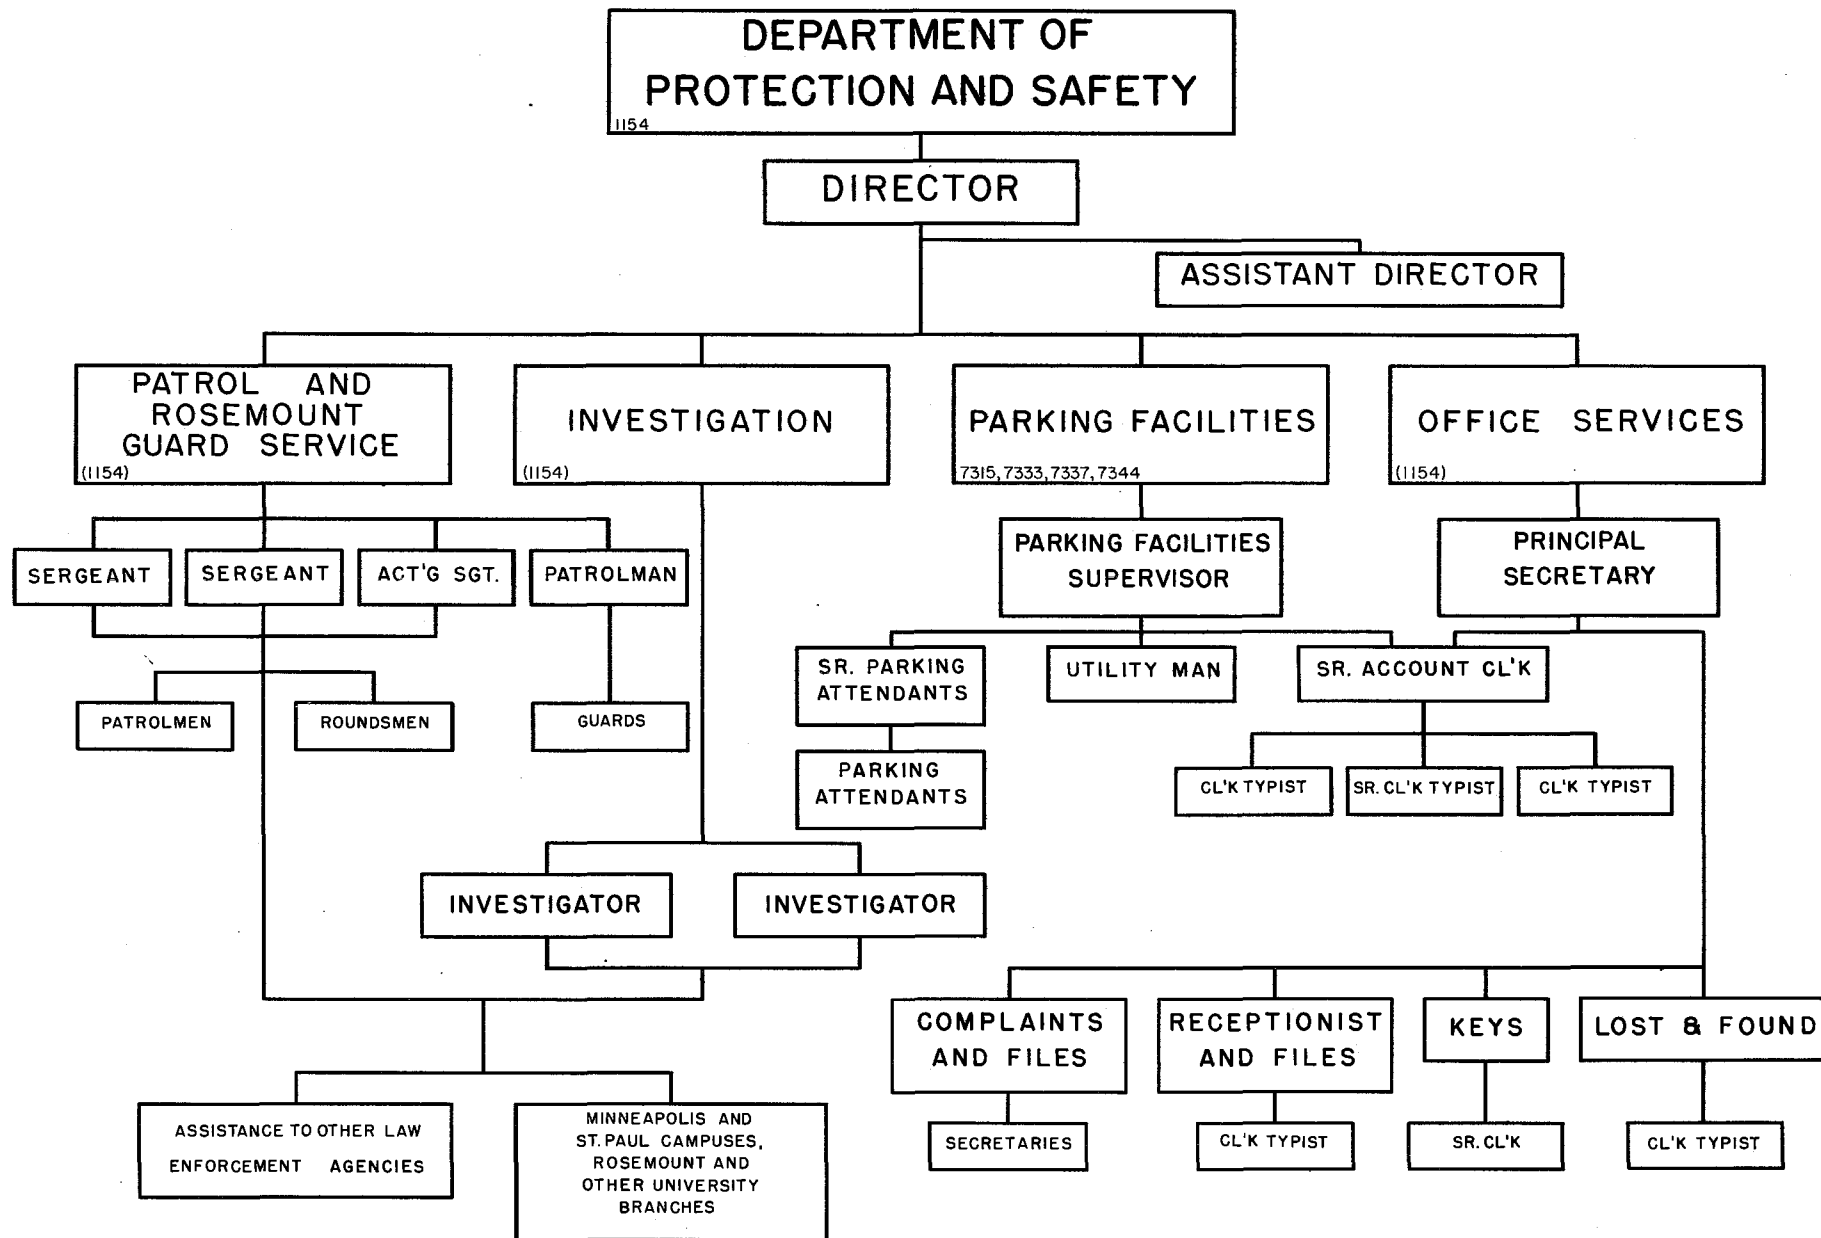 DEPARTMENT OF
PROTECTION AND SAFETY
1154
DIRECTOR
ASSISTANT DIRECTOR
PATROL AND
ROSEMOUNT
GUARD SERVICE
(1154)
INVESTIGATION
(1154)
PARKING FACILITIES
7315, 7333, 7337, 7344
OFFICE SERVICES
(1154)
SERGEANT
SERGEANT
ACT'G SGT.
PATROLMAN
PARKING FACILITIES
SUPERVISOR
PRINCIPAL
SECRETARY
PATROLMEN
ROUNDSMEN
GUARDS
SR. PARKING
ATTENDANTS
UTILITY MAN
SR. ACCOUNT CL'K
PARKING
ATTENDANTS
CL'K TYPIST
SR. CL'K TYPIST
CL'K TYPIST
INVESTIGATOR
INVESTIGATOR
COMPLAINTS
AND FILES
RECEPTIONIST
AND FILES
KEYS
LOST & FOUND
SECRETARIES
CL'K TYPIST
SR. CL'K
CL'K TYPIST
ASSISTANCE TO OTHER LAW
ENFORCEMENT AGENCIES
MINNEAPOLIS AND
ST. PAUL CAMPUSES,
ROSEMOUNT AND
OTHER UNIVERSITY
BRANCHES